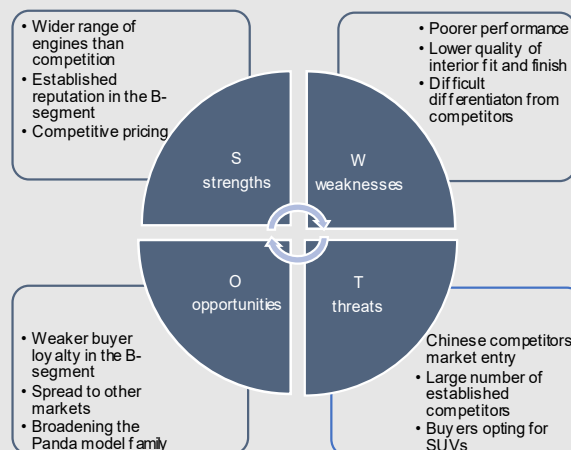 • Wider range of
engines than
competition
• Established
reputation in the B-
segment
• Competitive pricing
• Poorer performance
• Lower quality of
interior fit and finish
• Difficult
differentiaton from
competitors
S
strengths
W
weaknesses
O
opportunities
T
threats
• Weaker buyer
loyalty in the B-
segment
• Spread to other
markets
• Broadening the
Panda model family
Chinese competitors
market entry
• Large number of
established
competitors
• Buyers opting for
SUVs